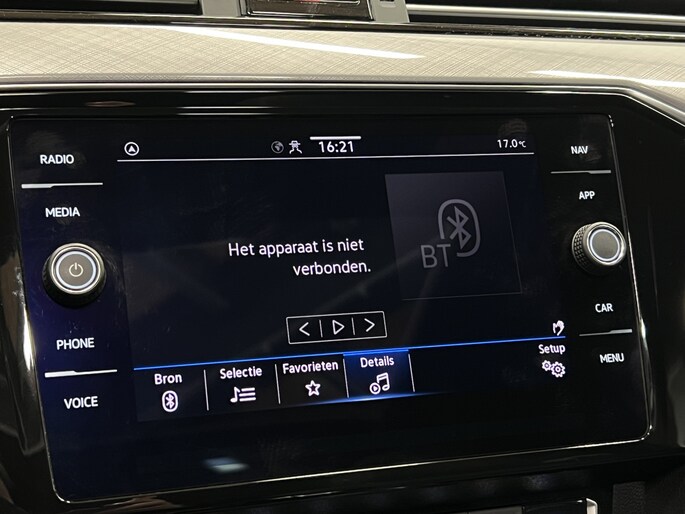 RADIO
MEDIA
PHONE
VOICE
16:21
17.0°C
Het apparaat is niet
verbonden.
BT
Bron
Selectie
Favorieten
Details
Setup
NAV
APP
CAR
MENU